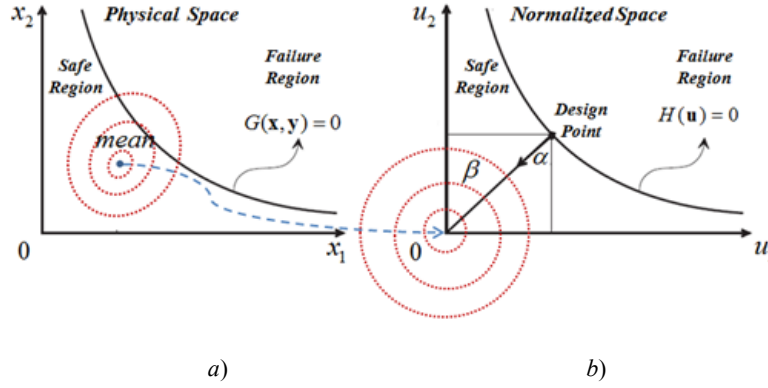 x₂
Physical Space
Safe
Region
Failure
Region
G(x, y) = 0
mean
0
x₁
a)
u₂
Normalized Space
Safe
Region
Failure
Region
Design
Point
H(u) = 0
β
α
0
u
b)